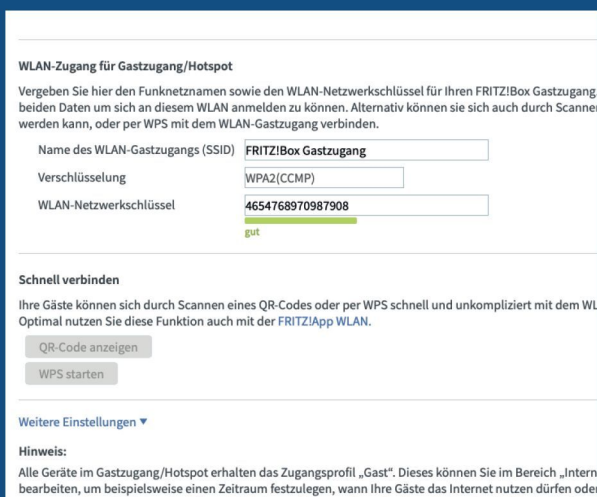 WLAN-Zugang für Gastzugang/Hotspot
Vergeben Sie hier den Funknetznamen sowie den WLAN-Netzwerkschlüssel für Ihren FRITZ!Box Gastzugang.
beiden Daten um sich an diesem WLAN anmelden zu können. Alternativ können sie sich auch durch Scannen
werden kann, oder per WPS mit dem WLAN-Gastzugang verbinden.
Name des WLAN-Gastzugangs (SSID) FRITZ!Box Gastzugang
Verschlüsselung WPA2(CCMP)
WLAN-Netzwerkschlüssel 4654768970987908
gut
Schnell verbinden
Ihre Gäste können sich durch Scannen eines QR-Codes oder per WPS schnell und unkompliziert mit dem WL
Optimal nutzen Sie diese Funktion auch mit der FRITZ!App WLAN.
QR-Code anzeigen
WPS starten
Weitere Einstellungen ▼
Hinweis:
Alle Geräte im Gastzugang/Hotspot erhalten das Zugangsprofil „Gast“. Dieses können Sie im Bereich „Intern
bearbeiten, um beispielsweise einen Zeitraum festzulegen, wann Ihre Gäste das Internet nutzen dürfen oder